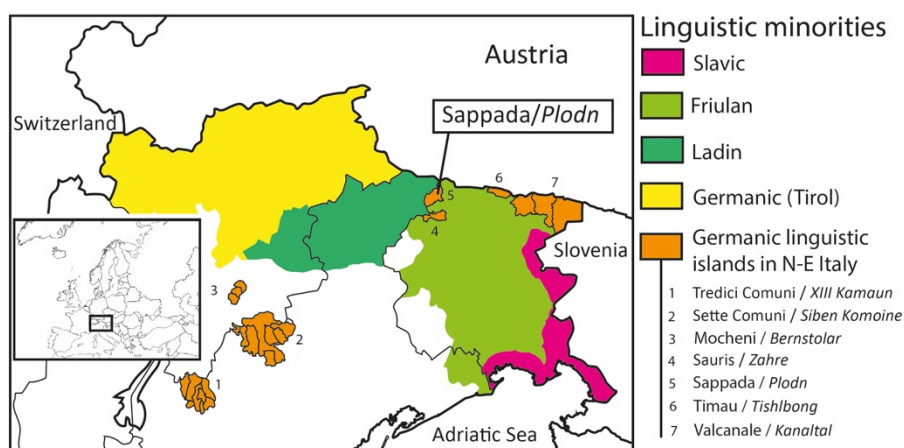 Linguistic minorities
Slavic
Friulan
Ladin
Germanic (Tirol)
Germanic linguistic
islands in N-E Italy
1 Tredici Comuni / XIII Kamaun
2 Sette Comuni / Siben Komoine
3 Mocheni / Bernstolar
4 Sauris / Zahre
5 Sappada / Plodn
6 Timau / Tishlbong
7 Valcanale / Kanaltal
Austria
Switzerland
Sappada/Plodn
6
7
5
4
Slovenia
3
2
1
Adriatic Sea